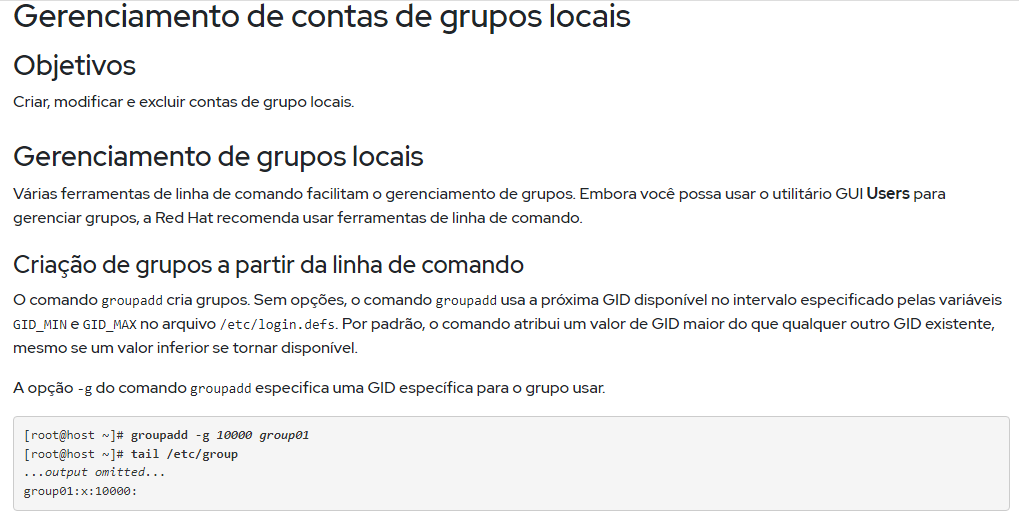 Gerenciamento de contas de grupos locais
Objetivos
Criar, modificar e excluir contas de grupo locais.
Gerenciamento de grupos locais
Várias ferramentas de linha de comando facilitam o gerenciamento de grupos. Embora você possa usar o utilitário GUI Users para
gerenciar grupos, a Red Hat recomenda usar ferramentas de linha de comando.
Criação de grupos a partir da linha de comando
O comando groupadd cria grupos. Sem opções, o comando groupadd usa a próxima GID disponível no intervalo especificado pelas variáveis
GID_MIN e GID_MAX no arquivo /etc/login.defs. Por padrão, o comando atribui um valor de GID maior do que qualquer outro GID existente,
mesmo se um valor inferior se tornar disponível.
A opção -g do comando groupadd especifica uma GID específica para o grupo usar.
[root@host ~]# groupadd -g 10000 group01
[root@host ~]# tail /etc/group
...output omitted...
group01:x:10000: